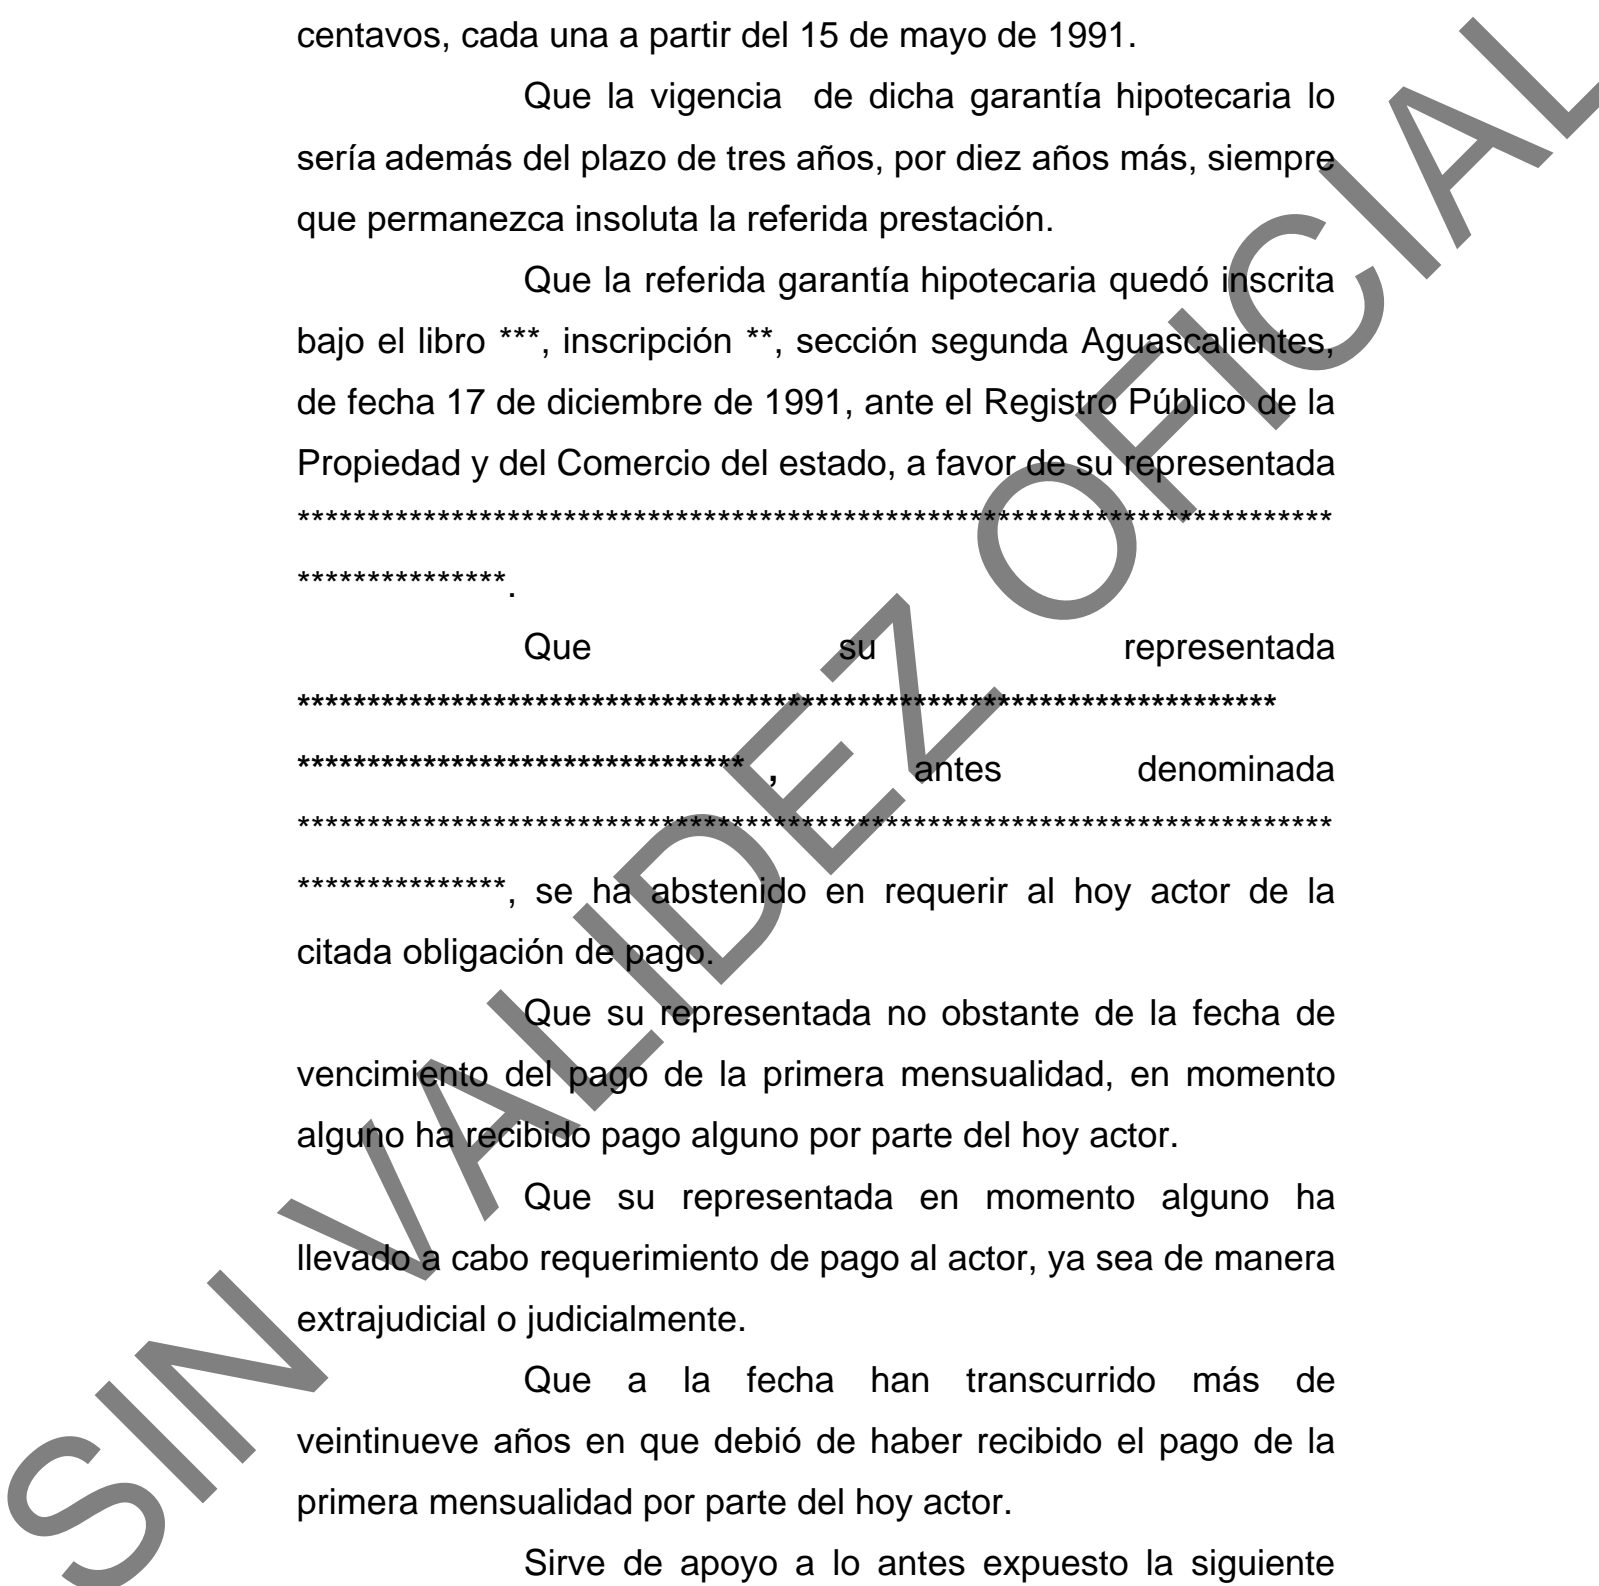 centavos, cada una a partir del 15 de mayo de 1991.
Que la vigencia de dicha garantía hipotecaria lo
sería además del plazo de tres años, por diez años más, siempre
que permanezca insoluta la referida prestación.
Que la referida garantía hipotecaria quedó inscrita
bajo el libro ***, inscripción **, sección segunda Aguascalientes,
de fecha 17 de diciembre de 1991, ante el Registro Público de la
Propiedad y del Comercio del estado, a favor de su representada
**************************************************************************
***************.
Que su representada
**********************************************************************
********************************, antes denominada
**************************************************************************
***************, se ha abstenido en requerir al hoy actor de la
citada obligación de pago.
Que su representada no obstante de la fecha de
vencimiento del pago de la primera mensualidad, en momento
alguno ha recibido pago alguno por parte del hoy actor.
Que su representada en momento alguno ha
llevado a cabo requerimiento de pago al actor, ya sea de manera
extrajudicial o judicialmente.
Que a la fecha han transcurrido más de
veintinueve años en que debió de haber recibido el pago de la
primera mensualidad por parte del hoy actor.
Sirve de apoyo a lo antes expuesto la siguiente
SIN VALIDEZ OFICIAL